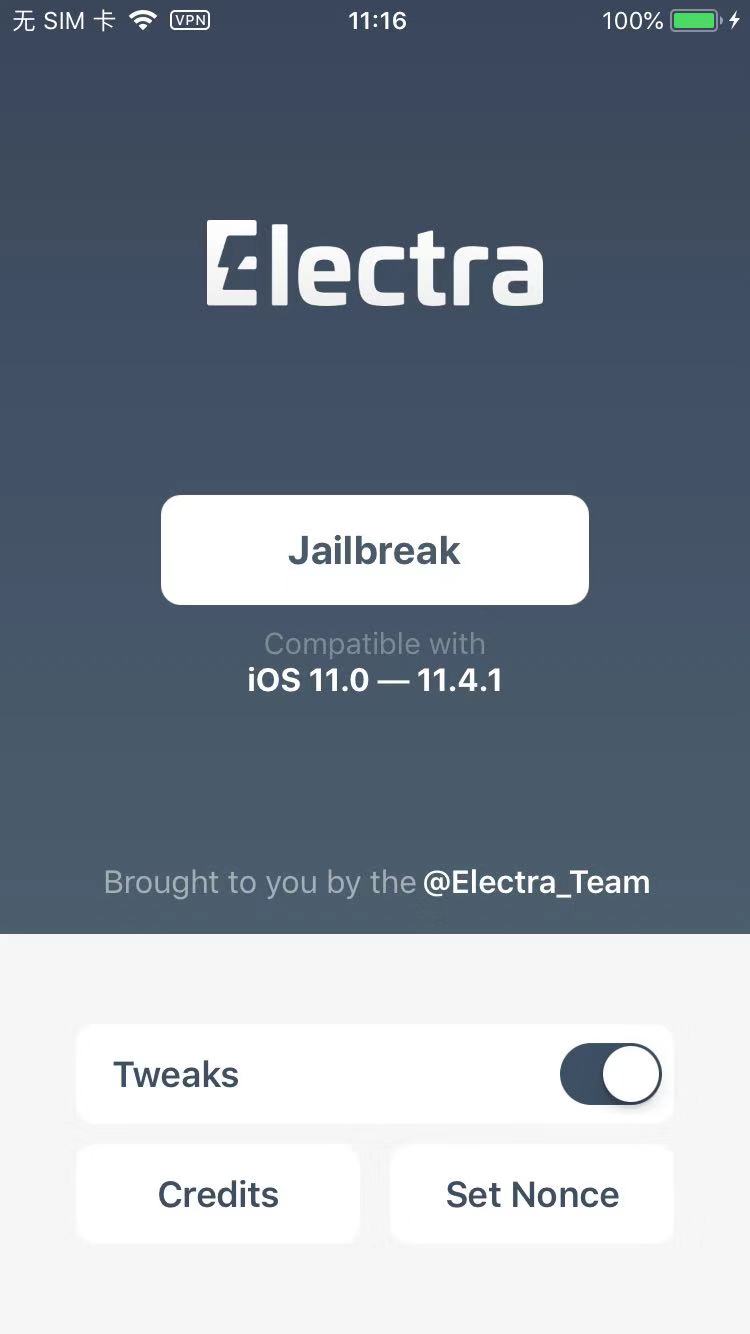 无 SIM 卡 VPN 11:16 100%
Electra
Jailbreak
Compatible with
iOS 11.0 — 11.4.1
Brought to you by the @Electra_Team
Tweaks
Credits Set Nonce